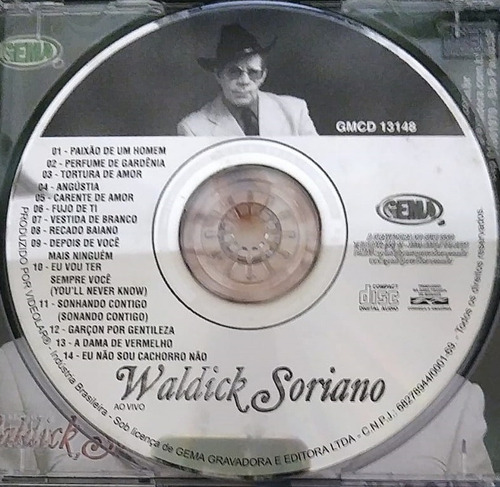 GEMA
GMCD 13148
01 - PAIXÃO DE UM HOMEM
02 - PERFUME DE GARDÊNIA
03 - TORTURA DE AMOR
04 - ANGÚSTIA
05 - CARENTE DE AMOR
06 - FUJO DE TI
07 - VESTIDA DE BRANCO
08 - RECADO BAIANO
09 - DEPOIS DE VOCÊ
MAIS NINGUÉM
10 - EU VOU TER
SEMPRE VOCÊ
(YOU'LL NEVER KNOW)
11 - SONHANDO CONTIGO
(SONANDO CONTIGO)
12 - GARÇON POR GENTILEZA
13 - A DAMA DE VERMELHO
14 - EU NÃO SOU CACHORRO NÃO
GEMA
COMPACT
disc
DIGITAL AUDIO
Waldick Soriano
AO VIVO
PRODUZIDO POR VIDEOLAR® - Indústria Brasileira - Sob licença de GEMA GRAVADORA E EDITORA LTDA - C.N.P.J.: 68278944/0001-69 - Todos os direitos reservados.
Waldick